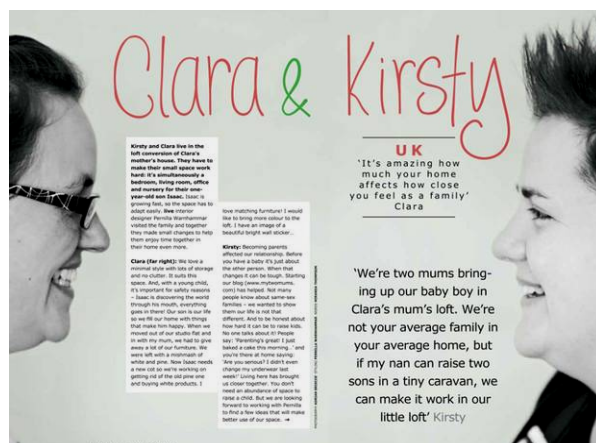 Clara & Kirsty
Kirsty and Clara live in the
loft conversion of Clara's
mother's house. They have to
make their small space work
hard: it's simultaneously a
bedroom, living room, office
and nursery for their one-
year-old son Isaac. Isaac is
growing fast, so the space has to
adapt easily. live interior
designer Pernilla Warnhammar
visited the family and together
they made small changes to help
them enjoy time together in
their home even more.
Clara (far right): We love a
minimal style with lots of storage
and no clutter. It suits this
space. And, with a young child,
it's important for safety reasons
– Isaac is discovering the world
through his mouth, everything
goes in there! Our son is our life
so we fill our home with things
that make him happy. When we
moved out of our studio flat and
in with my mum, we had to give
away a lot of our furniture. We
were left with a mishmash of
white and pine. Now Isaac needs
a new cot so we're working on
getting rid of the old pine one
and buying white products. I
love matching furniture! I would
like to bring more colour to the
loft. I have an image of a
beautiful bright wall sticker.
Kirsty: Becoming parents
affected our relationship. Before
you have a baby it's just about
the other person. When that
changes it can be tough. Starting
our blog (www.mytwomums.
com) has helped. Not many
people know about same-sex
families – we wanted to show
them our life is not that
different. And to be honest about
how hard it can be to raise kids.
No one talks about it! People
say: 'Parenting's great! I just
baked a cake this morning...' and
you're there at home saying:
'Are you serious? I didn't even
change my underwear last
week!' Living here has brought
us closer together. You don't
need an abundance of space to
raise a child. But we are looking
forward to working with Pernilla
to find a few ideas that will make
better use of our space. →
UK
'It's amazing how
much your home
affects how close
you feel as a family'
Clara
'We're two mums bring-
ing up our baby boy in
Clara's mum's loft. We're
not your average family in
your average home, but
if my nan can raise two
sons in a tiny caravan, we
can make it work in our
little loft' Kirsty